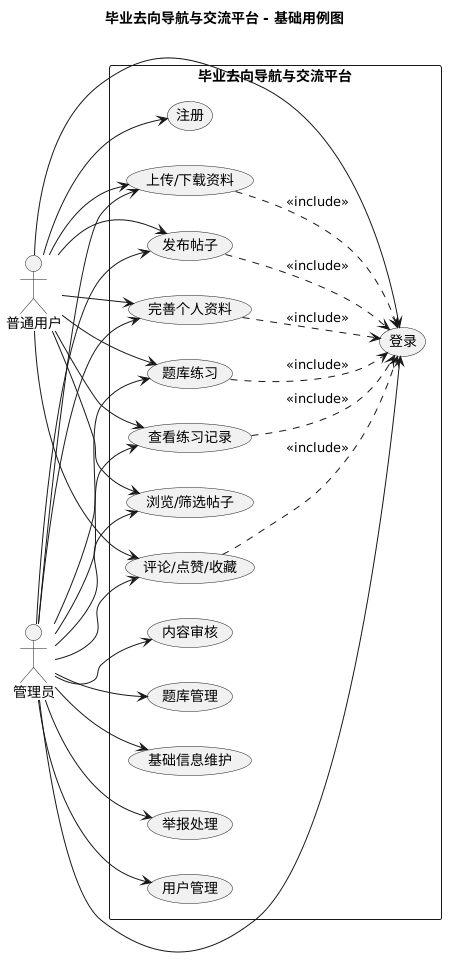 毕业去向导航与交流平台 - 基础用例图
毕业去向导航与交流平台
注册
上传/下载资料
«include»
发布帖子
«include»
普通用户
完善个人资料
«include»
登录
题库练习
«include»
查看练习记录
«include»
浏览/筛选帖子
评论/点赞/收藏
«include»
内容审核
管理员
题库管理
基础信息维护
举报处理
用户管理